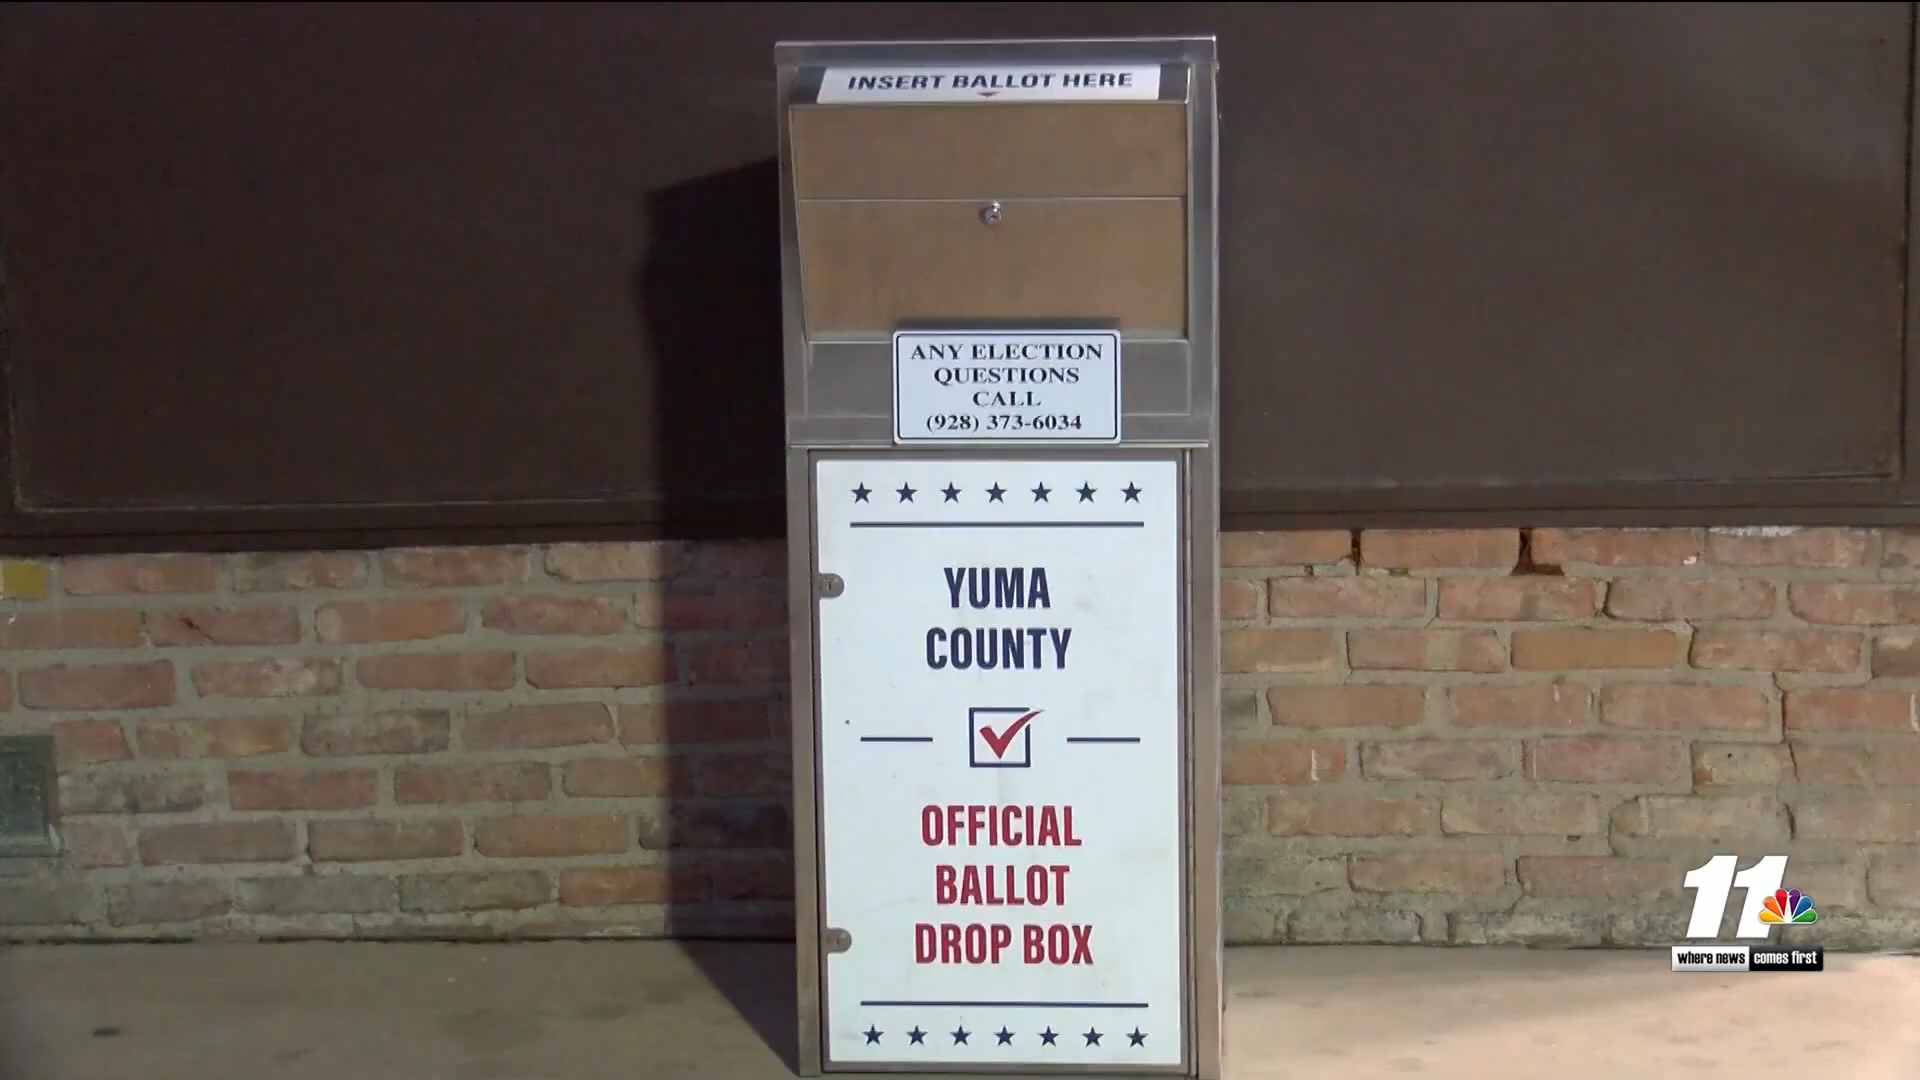 INSERT BALLOT HERE
ANY ELECTION
QUESTIONS
CALL
(928) 373-6034
YUMA
COUNTY
OFFICIAL
BALLOT
DROP BOX
11
where news comes first